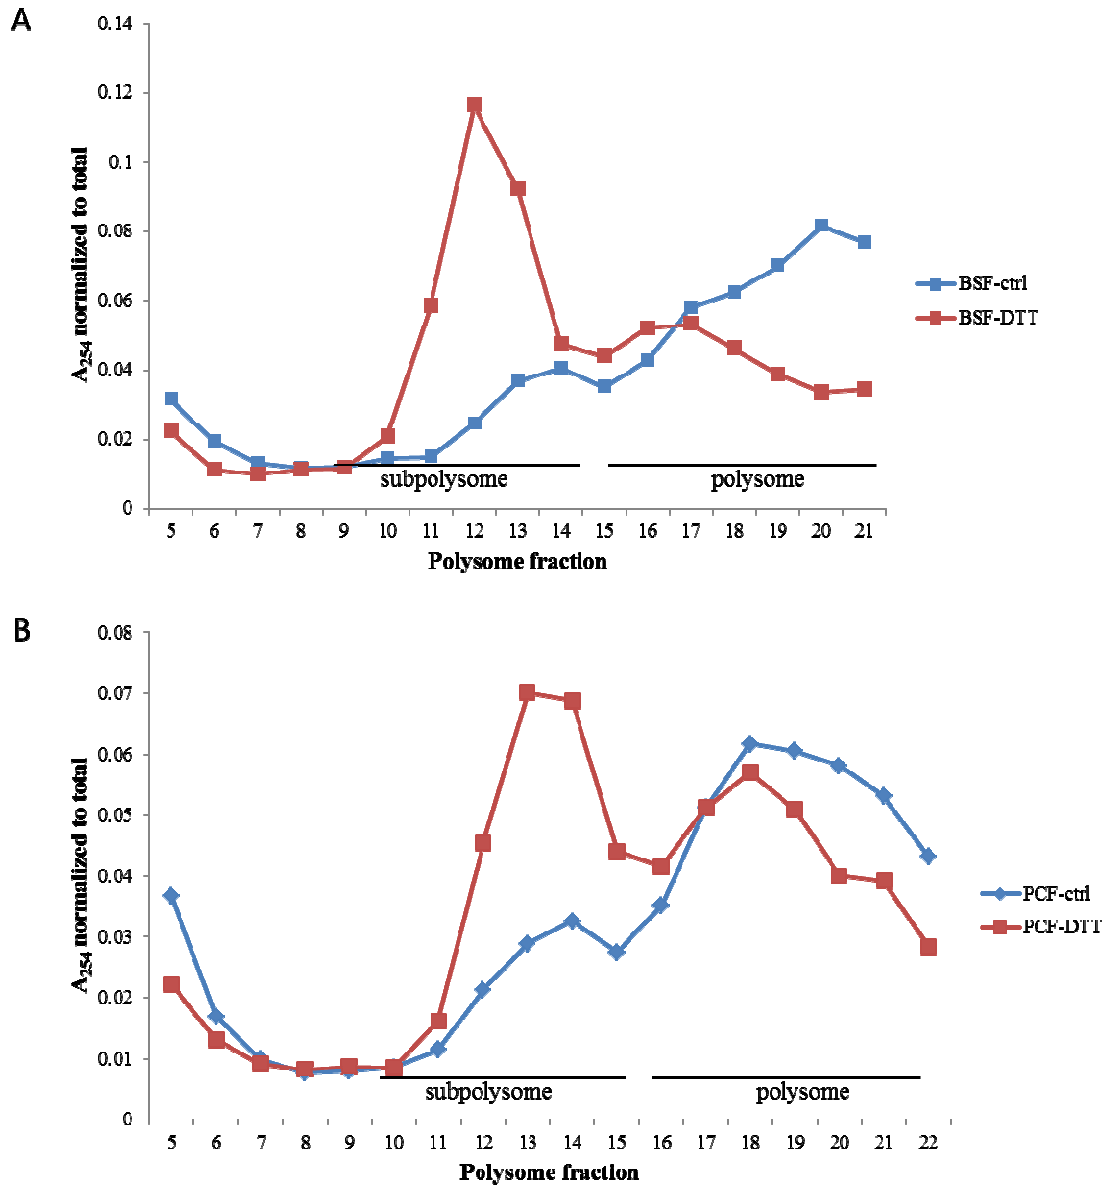 A
0.14
0.12
0.1
0.08
0.06
0.04
0.02
0
A254 normalized to total
subpolysome
polysome
5 6 7 8 9 10 11 12 13 14 15 16 17 18 19 20 21
Polysome fraction
BSF-ctrl
BSF-DTT
B
0.08
0.07
0.06
0.05
0.04
0.03
0.02
0.01
0
A254 normalized to total
subpolysome
polysome
5 6 7 8 9 10 11 12 13 14 15 16 17 18 19 20 21 22
Polysome fraction
PCF-ctrl
PCF-DTT